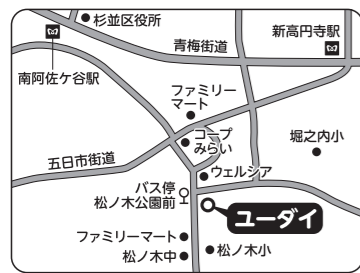 杉並区役所
新高円寺駅
青梅街道
南阿佐ケ谷駅
ファミリー
マート
コープ
みらい
堀之内小
五日市街道
ウェルシア
バス停
松ノ木公園前
ユーダイ
ファミリーマート
松ノ木小
松ノ木中